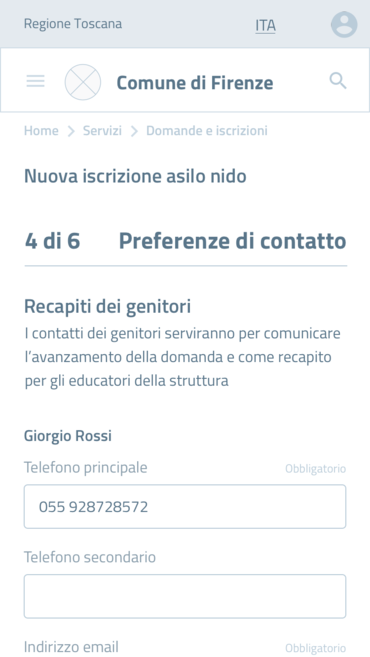 Regione Toscana ITA
Comune di Firenze
Home > Servizi > Domande e iscrizioni
Nuova iscrizione asilo nido
4 di 6 Preferenze di contatto
Recapiti dei genitori
I contatti dei genitori serviranno per comunicare
l'avanzamento della domanda e come recapito
per gli educatori della struttura
Giorgio Rossi
Telefono principale Obbligatorio
055 928728572
Telefono secondario
Indirizzo email Obbligatorio